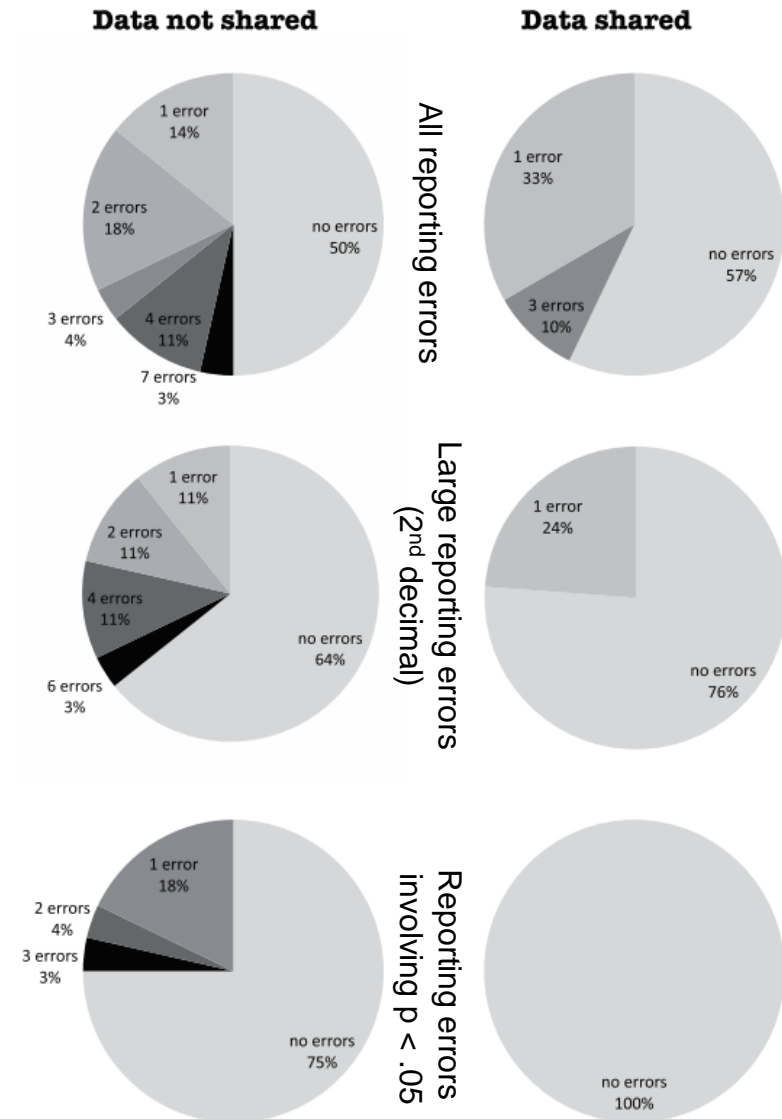 Data not shared
Data shared
All reporting errors
1 error
14%
2 errors
18%
3 errors
4%
4 errors
11%
7 errors
3%
no errors
50%
1 error
33%
3 errors
10%
no errors
57%
Large reporting errors
(2nd decimal)
1 error
11%
2 errors
11%
4 errors
11%
6 errors
3%
no errors
64%
1 error
24%
no errors
76%
Reporting errors
involving p < .05
1 error
18%
2 errors
4%
3 errors
3%
no errors
75%
no errors
100%